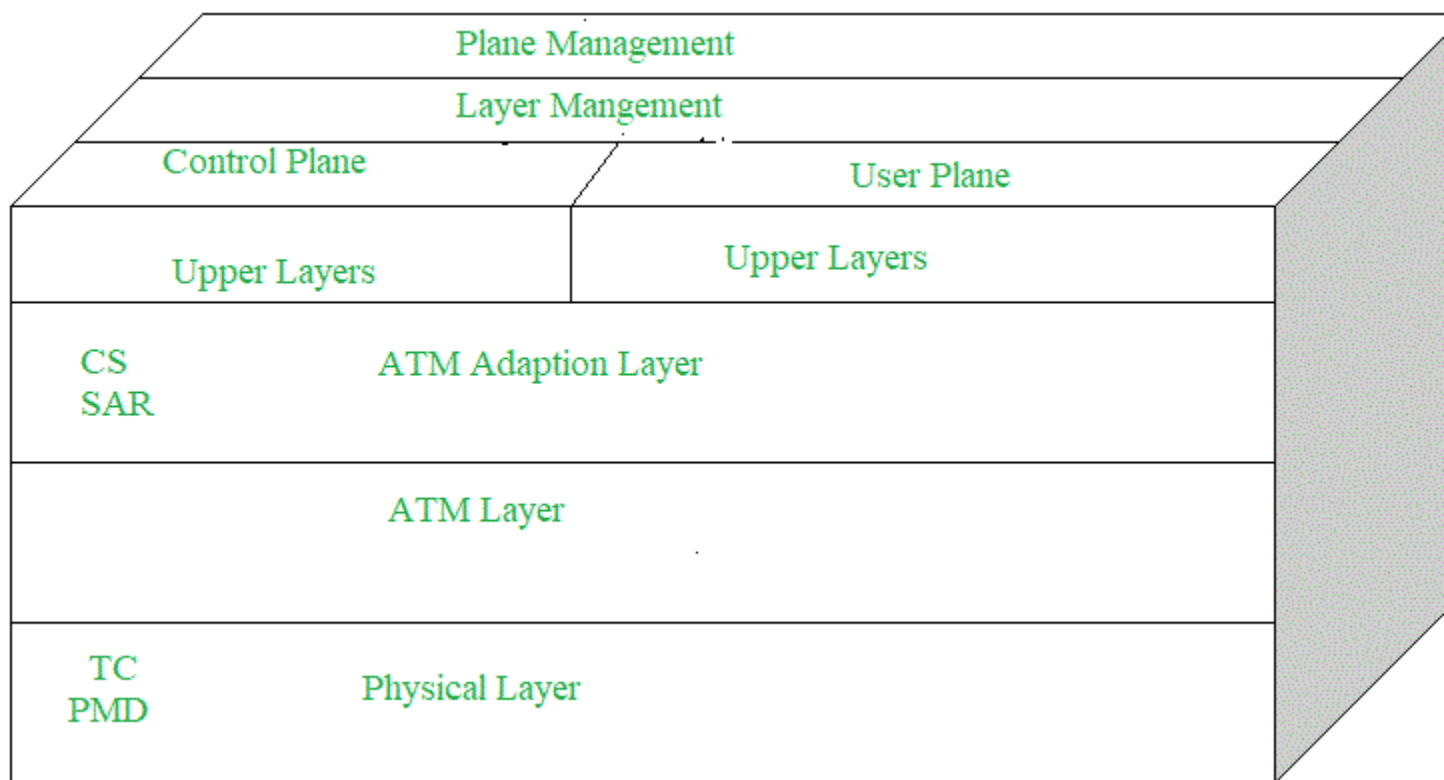 Plane Management
Layer Mangement
Control Plane
User Plane
Upper Layers
Upper Layers
CS
SAR
ATM Adaption Layer
ATM Layer
TC
PMD
Physical Layer